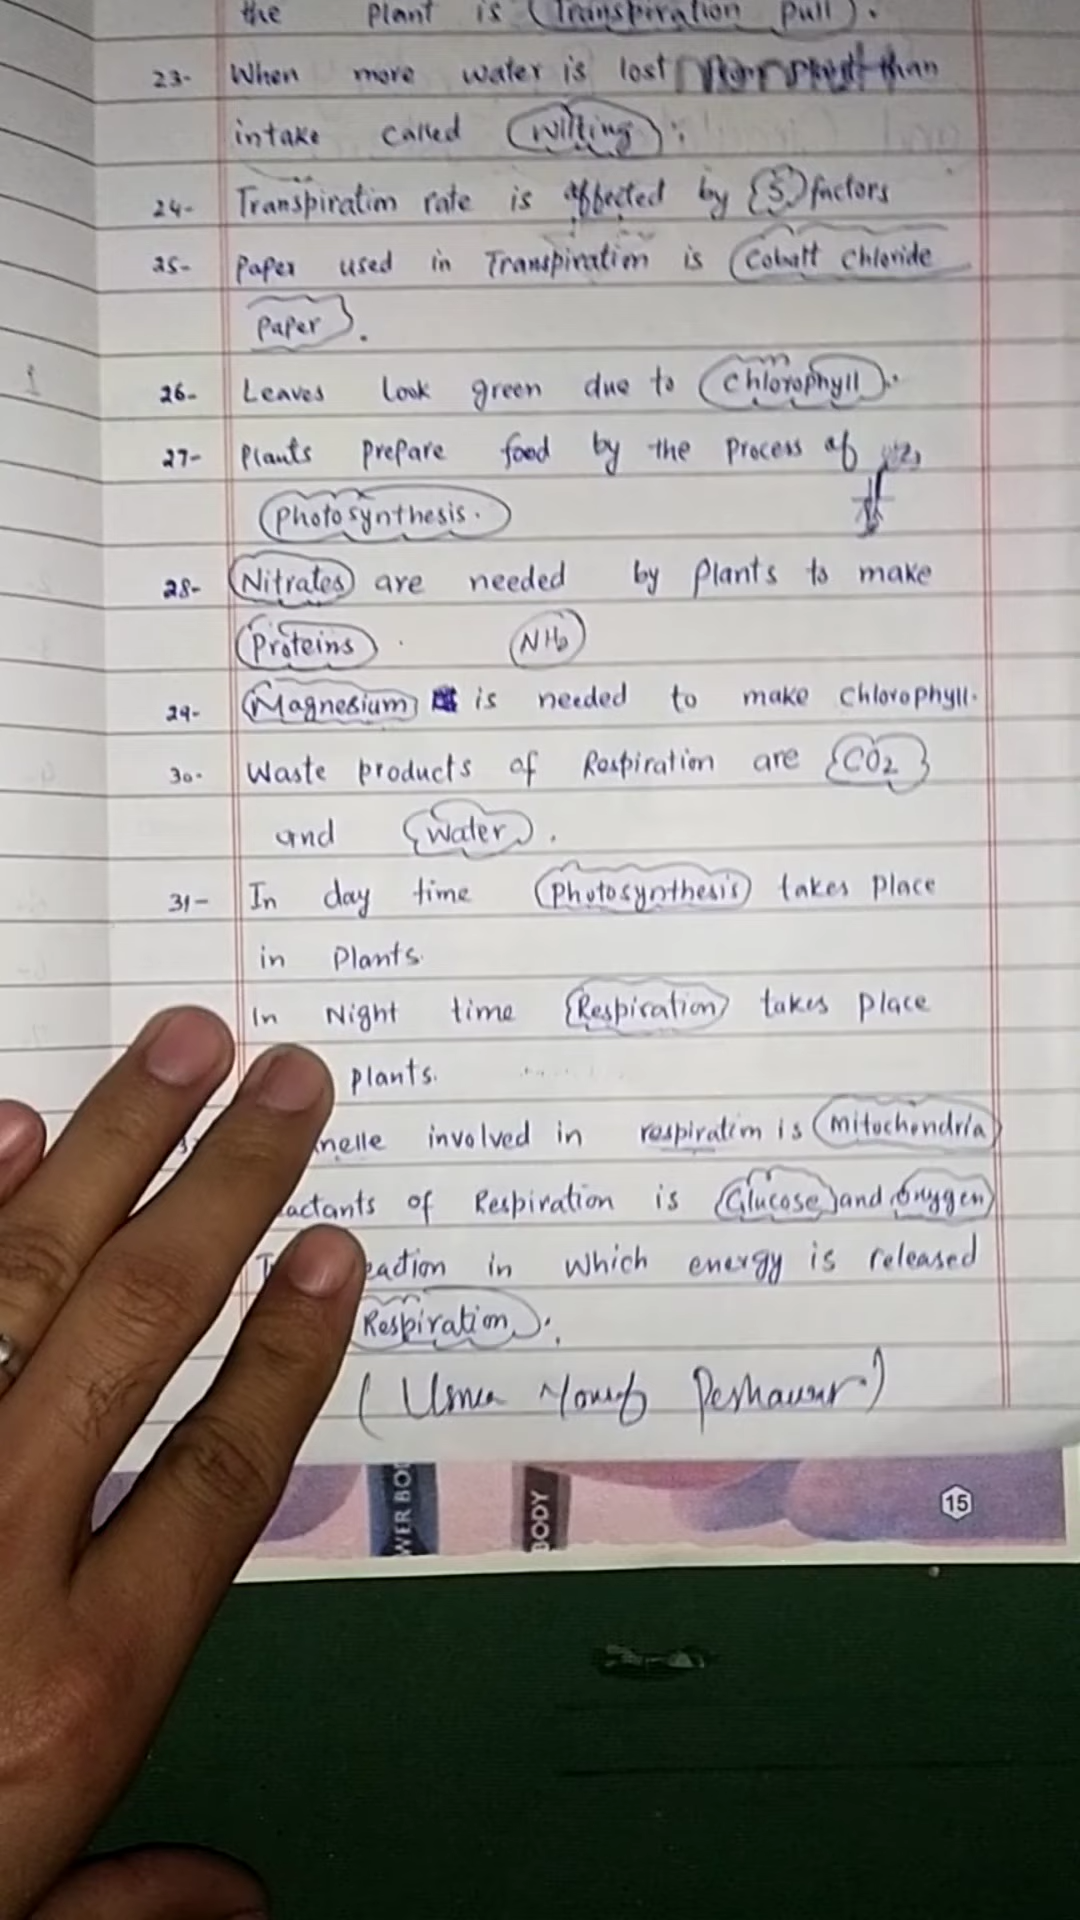 the plant is (Transpiration pull).
23- When more water is lost than
intake called (wilting).
24- Transpiration rate is affected by {5} factors
25- Paper used in Transpiration is (Cobalt Chloride
Paper).
26- Leaves look green due to (Chlorophyll).
27- Plants prepare food by the process of
(Photosynthesis.)
28- (Nitrates) are needed by plants to make
(Proteins). (NH2)
29- (Magnesium) is needed to make chlorophyll.
30- Waste products of Respiration are {CO2}
and {water}.
31- In day time (Photosynthesis) takes place
in plants.
In Night time {Respiration} takes place
plants.
nelle involved in respiration is (mitochondria)
actants of Respiration is (Glucose) and oxygen)
eaction in which energy is released
Respiration).
15
WER BO
BODY